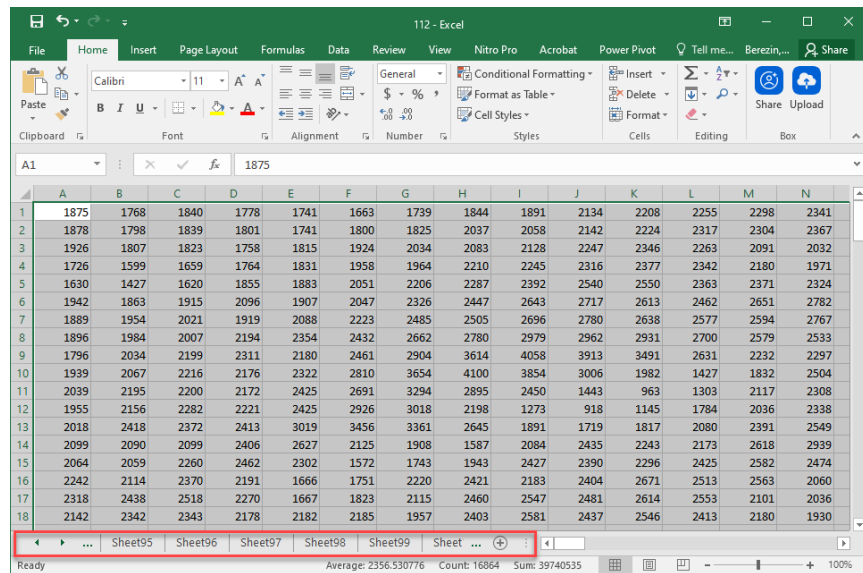 112 - Excel
File Home Insert Page Layout Formulas Data Review View Nitro Pro Acrobat Power Pivot Tell me... Berezin,... Share
Paste
Calibri 11 A A
B I U A
General
$ % ,
Conditional Formatting
Format as Table
Cell Styles
Insert
Delete
Format
Share Upload
Clipboard Font Alignment Number Styles Cells Editing Box
A1 fx 1875
A B C D E F G H I J K L M N
1 1875 1768 1840 1778 1741 1663 1739 1844 1891 2134 2208 2255 2298 2341
2 1878 1798 1839 1801 1741 1800 1825 2037 2058 2142 2224 2317 2304 2367
3 1926 1807 1823 1758 1815 1924 2034 2083 2128 2247 2346 2263 2091 2032
4 1726 1599 1659 1764 1831 1958 1964 2210 2245 2316 2377 2342 2180 1971
5 1630 1427 1620 1855 1883 2051 2206 2287 2392 2540 2550 2363 2371 2324
6 1942 1863 1915 2096 1907 2047 2326 2447 2643 2717 2613 2462 2651 2782
7 1889 1954 2021 1919 2088 2223 2485 2505 2696 2780 2638 2577 2594 2767
8 1896 1984 2007 2194 2354 2432 2662 2780 2979 2962 2931 2700 2579 2533
9 1796 2034 2199 2311 2180 2461 2904 3614 4058 3913 3491 2631 2232 2297
10 1939 2067 2216 2176 2322 2810 3654 4100 3854 3006 1982 1427 1832 2504
11 2039 2195 2200 2172 2425 2691 3294 2895 2450 1443 963 1303 2117 2308
12 1955 2156 2282 2221 2425 2926 3018 2198 1273 918 1145 1784 2036 2338
13 2018 2418 2372 2413 3019 3456 3361 2645 1891 1719 1817 2080 2391 2549
14 2099 2090 2099 2406 2627 2125 1908 1587 2084 2435 2243 2173 2618 2939
15 2064 2059 2260 2462 2302 1572 1743 1943 2427 2390 2296 2425 2582 2474
16 2242 2114 2370 2191 1666 1751 2220 2421 2183 2404 2671 2513 2563 2060
17 2318 2438 2518 2270 1667 1823 2115 2460 2547 2481 2614 2553 2101 2036
18 2142 2342 2343 2178 2182 2185 1957 2403 2581 2437 2546 2413 2180 1930
... Sheet95 Sheet96 Sheet97 Sheet98 Sheet99 Sheet ...
Ready Average: 2356.530776 Count: 16864 Sum: 39740535 100%